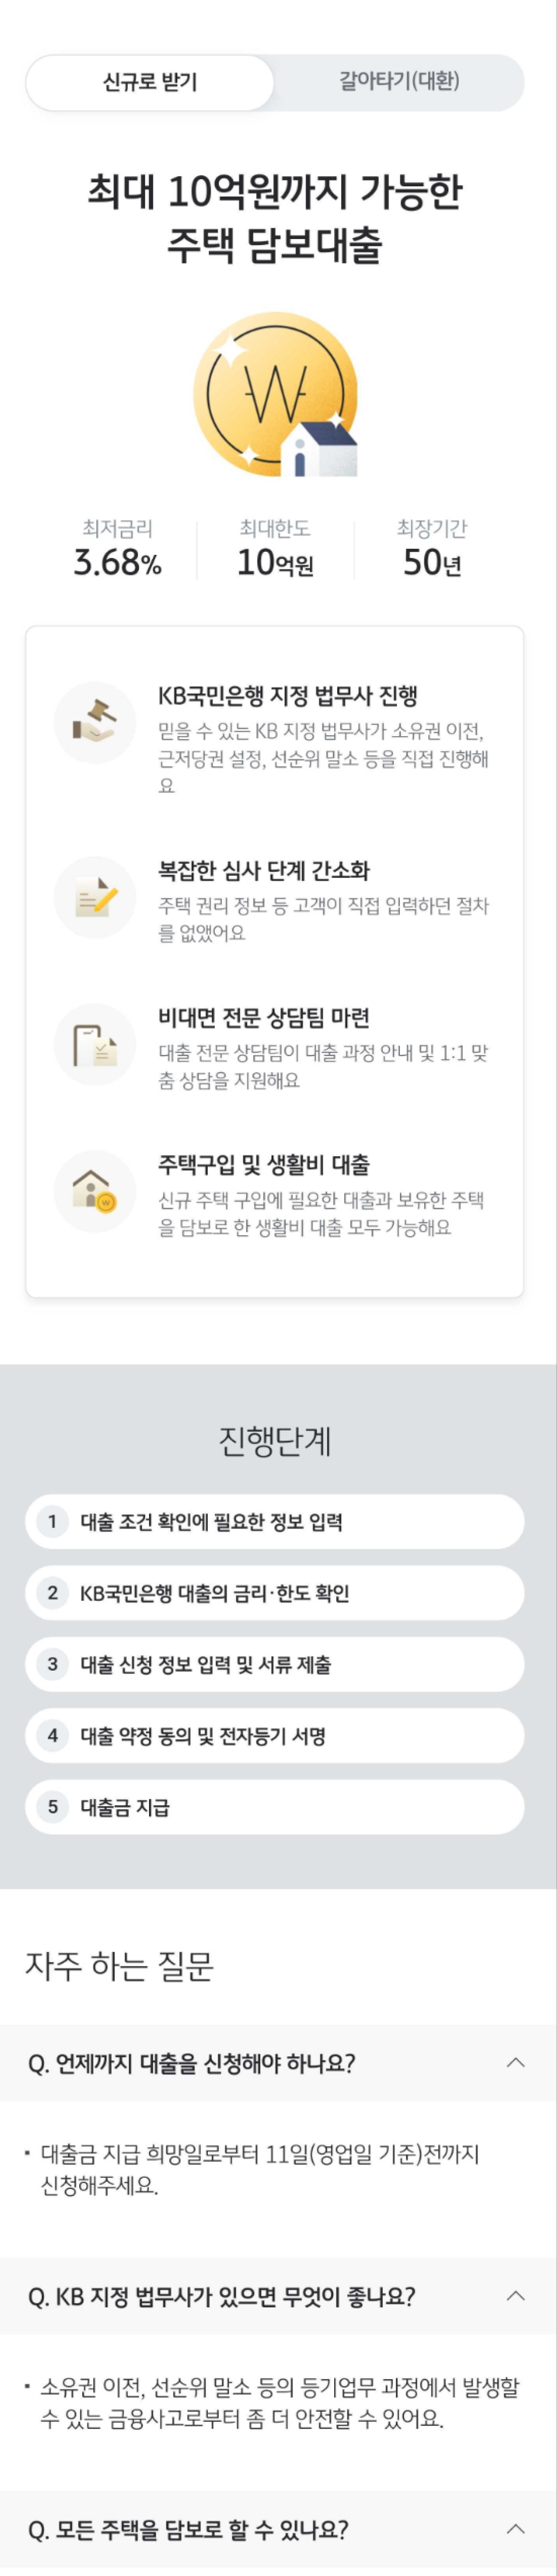 신규로 받기
갈아타기(대환)
최대 10억원까지 가능한
주택 담보대출
W
최저금리
최대한도
최장기간
3.68%
10억원
50년
KB국민은행 지정 법무사 진행
믿을 수 있는 KB 지정 법무사가 소유권 이전,
근저당권 설정, 선순위 말소 등을 직접 진행해
요
복잡한 심사 단계 간소화
주택 권리 정보 등 고객이 직접 입력하던 절차
를 없앴어요
비대면 전문 상담팀 마련
대출 전문 상담팀이 대출 과정 안내 및 1:1 맞
춤 상담을 지원해요
주택구입 및 생활비 대출
신규 주택 구입에 필요한 대출과 보유한 주택
을 담보로 한 생활비 대출 모두 가능해요
진행단계
1 대출 조건 확인에 필요한 정보 입력
2 KB국민은행 대출의 금리·한도 확인
3 대출 신청 정보 입력 및 서류 제출
4 대출 약정 동의 및 전자등기 서명
5 대출금 지급
자주 하는 질문
Q. 언제까지 대출을 신청해야 하나요?
▪ 대출금 지급 희망일로부터 11일(영업일 기준)전까지
신청해주세요.
Q. KB 지정 법무사가 있으면 무엇이 좋나요?
▪ 소유권 이전, 선순위 말소 등의 등기업무 과정에서 발생할
수 있는 금융사고로부터 좀 더 안전할 수 있어요.
Q. 모든 주택을 담보로 할 수 있나요?